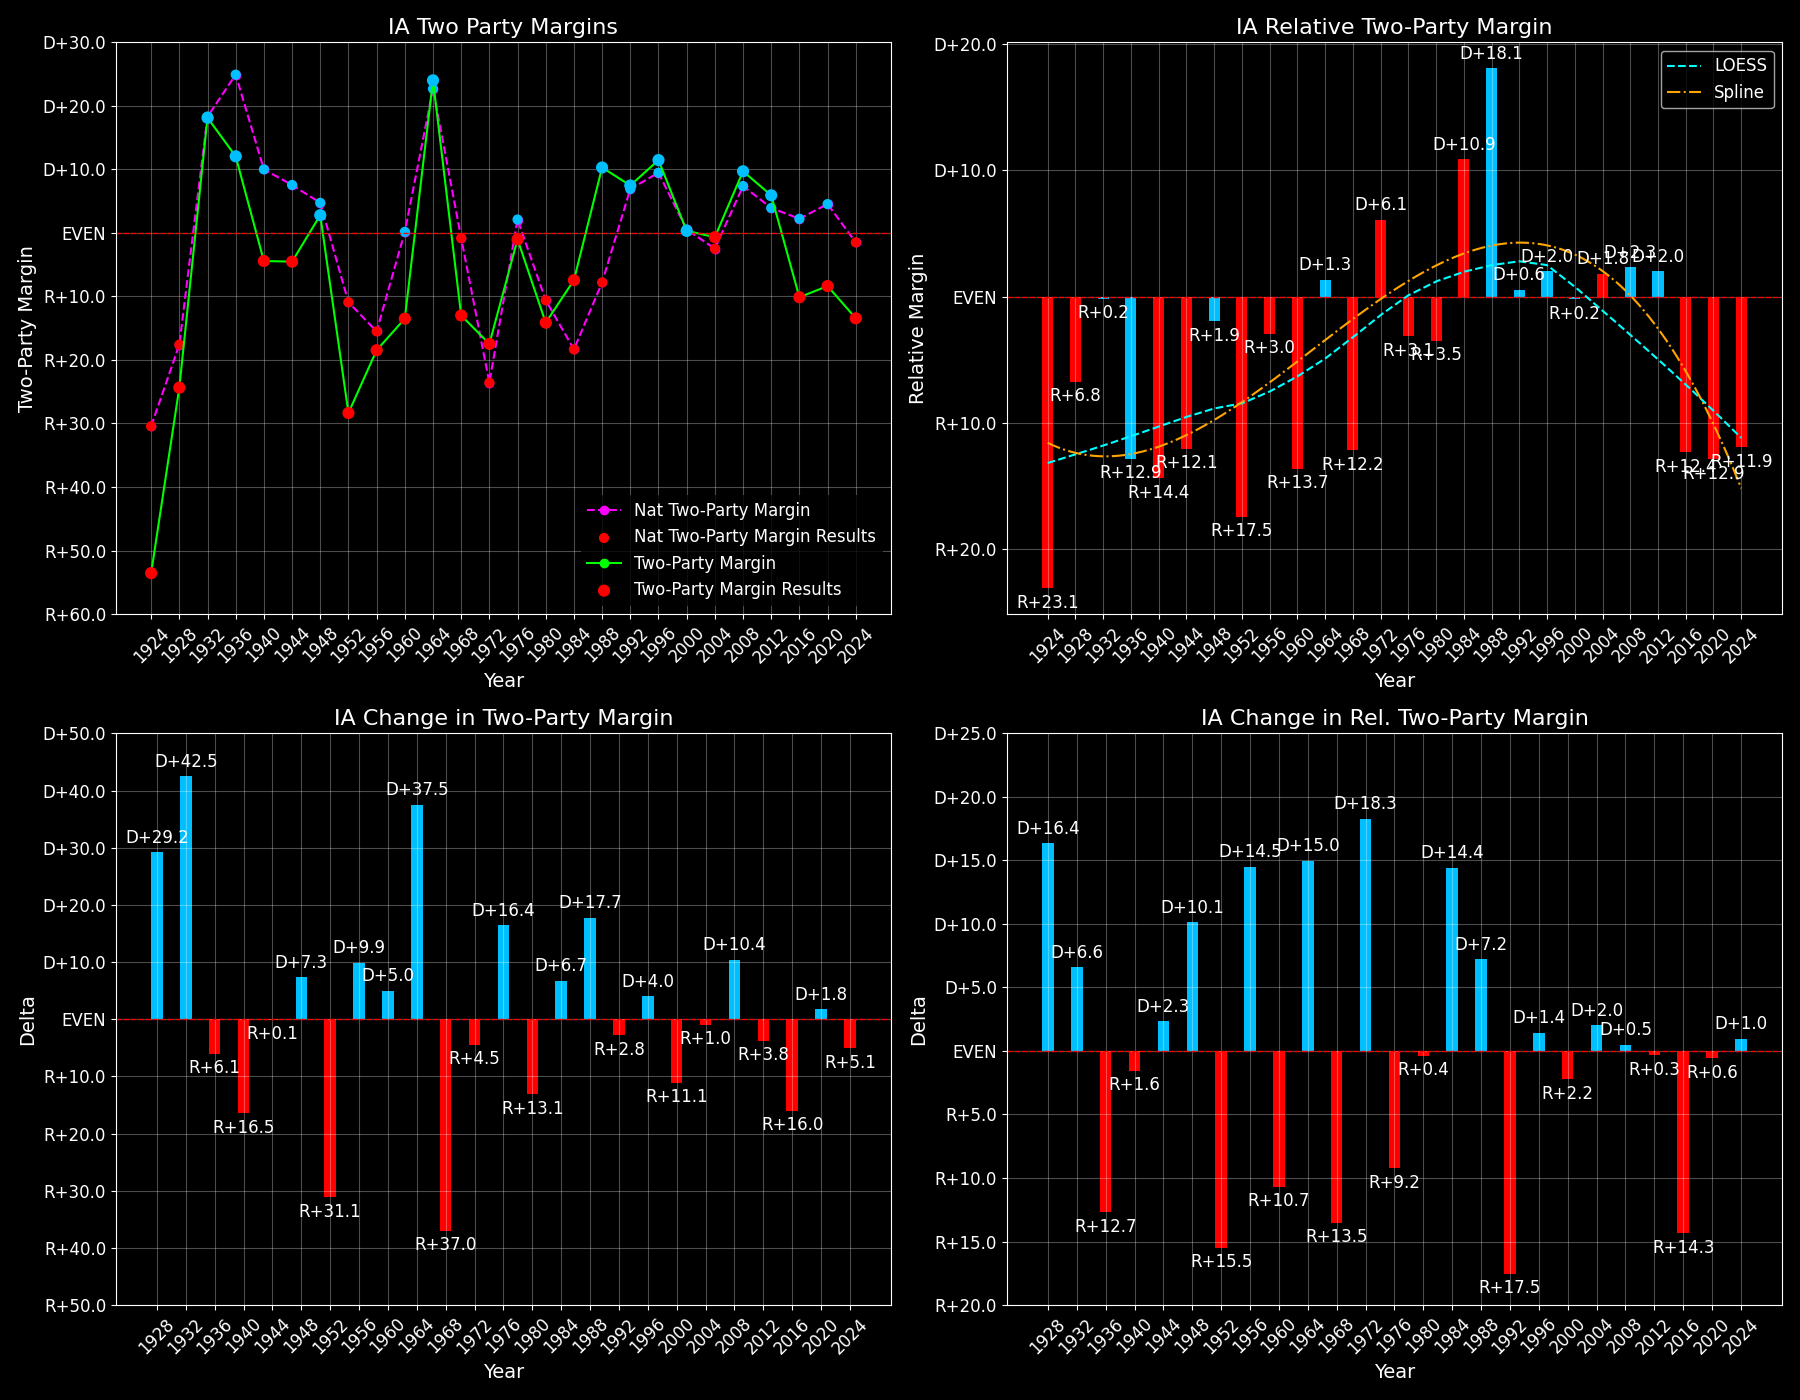 IA Two Party Margins
D+30.0
D+20.0
D+10.0
EVEN
R+10.0
R+20.0
R+30.0
R+40.0
R+50.0
R+60.0
Two-Party Margin
Nat Two-Party Margin
Nat Two-Party Margin Results
Two-Party Margin
Two-Party Margin Results
1924 1928 1932 1936 1940 1944 1948 1952 1956 1960 1964 1968 1972 1976 1980 1984 1988 1992 1996 2000 2004 2008 2012 2016 2020 2024
Year
IA Relative Two-Party Margin
D+20.0
D+10.0
EVEN
R+10.0
R+20.0
Relative Margin
LOESS
Spline
R+23.1
R+6.8
R+0.2
R+12.9
R+14.4
R+12.1
R+1.9
R+17.5
R+3.0
R+13.7
D+1.3
R+12.2
D+6.1
R+3.1
R+3.5
D+10.9
D+18.1
D+0.6
D+2.0
R+0.2
D+1.8
D+2.3
D+2.0
R+12.4
R+12.9
R+11.9
1924 1928 1932 1936 1940 1944 1948 1952 1956 1960 1964 1968 1972 1976 1980 1984 1988 1992 1996 2000 2004 2008 2012 2016 2020 2024
Year
IA Change in Two-Party Margin
D+50.0
D+40.0
D+30.0
D+20.0
D+10.0
EVEN
R+10.0
R+20.0
R+30.0
R+40.0
R+50.0
Delta
D+29.2
D+42.5
R+6.1
R+16.5
R+0.1
D+7.3
R+31.1
D+9.9
D+5.0
D+37.5
R+37.0
R+4.5
D+16.4
R+13.1
D+6.7
D+17.7
R+2.8
D+4.0
R+11.1
R+1.0
D+10.4
R+3.8
R+16.0
D+1.8
R+5.1
1928 1932 1936 1940 1944 1948 1952 1956 1960 1964 1968 1972 1976 1980 1984 1988 1992 1996 2000 2004 2008 2012 2016 2020 2024
Year
IA Change in Rel. Two-Party Margin
D+25.0
D+20.0
D+15.0
D+10.0
D+5.0
EVEN
R+5.0
R+10.0
R+15.0
R+20.0
Delta
D+16.4
D+6.6
R+12.7
R+1.6
D+2.3
D+10.1
R+15.5
D+14.5
R+10.7
D+15.0
R+13.5
D+18.3
R+9.2
R+0.4
D+14.4
D+7.2
R+17.5
D+1.4
R+2.2
D+2.0
D+0.5
R+0.3
R+14.3
R+0.6
D+1.0
1928 1932 1936 1940 1944 1948 1952 1956 1960 1964 1968 1972 1976 1980 1984 1988 1992 1996 2000 2004 2008 2012 2016 2020 2024
Year